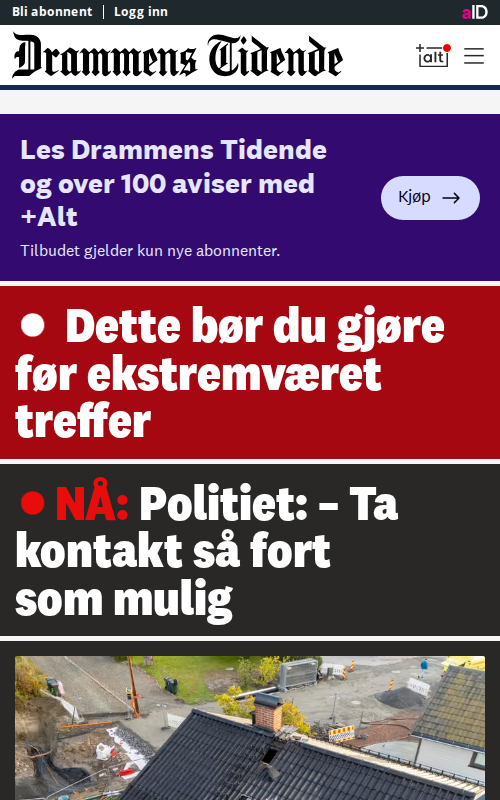 Bli abonnent | Logg inn
aID
Drammens Tidende
+alt
Les Drammens Tidende
og over 100 aviser med
+Alt
Kjøp →
Tilbudet gjelder kun nye abonnenter.
Dette bør du gjøre
før ekstremværet
treffer
NÅ: Politiet: – Ta
kontakt så fort
som mulig